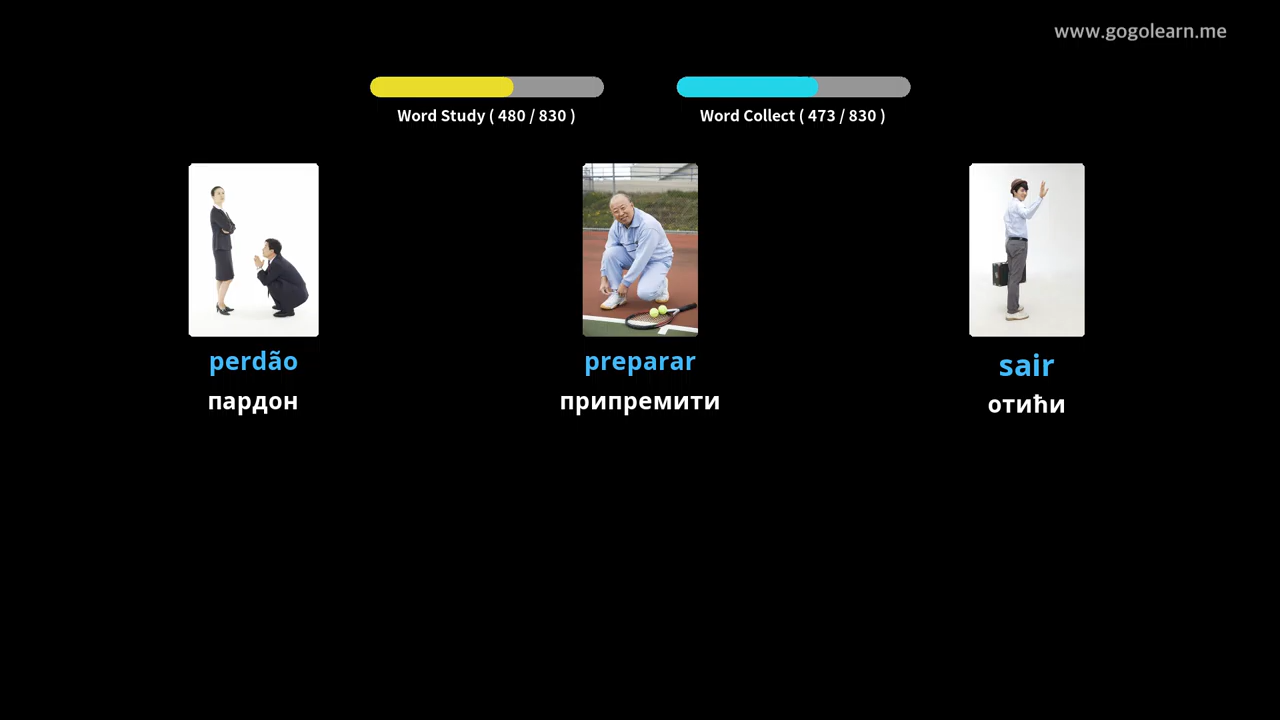 www.gogolearn.me
Word Study ( 480 / 830 )
Word Collect ( 473 / 830 )
perdão
preparar
sair
пардон
припремити
отићи